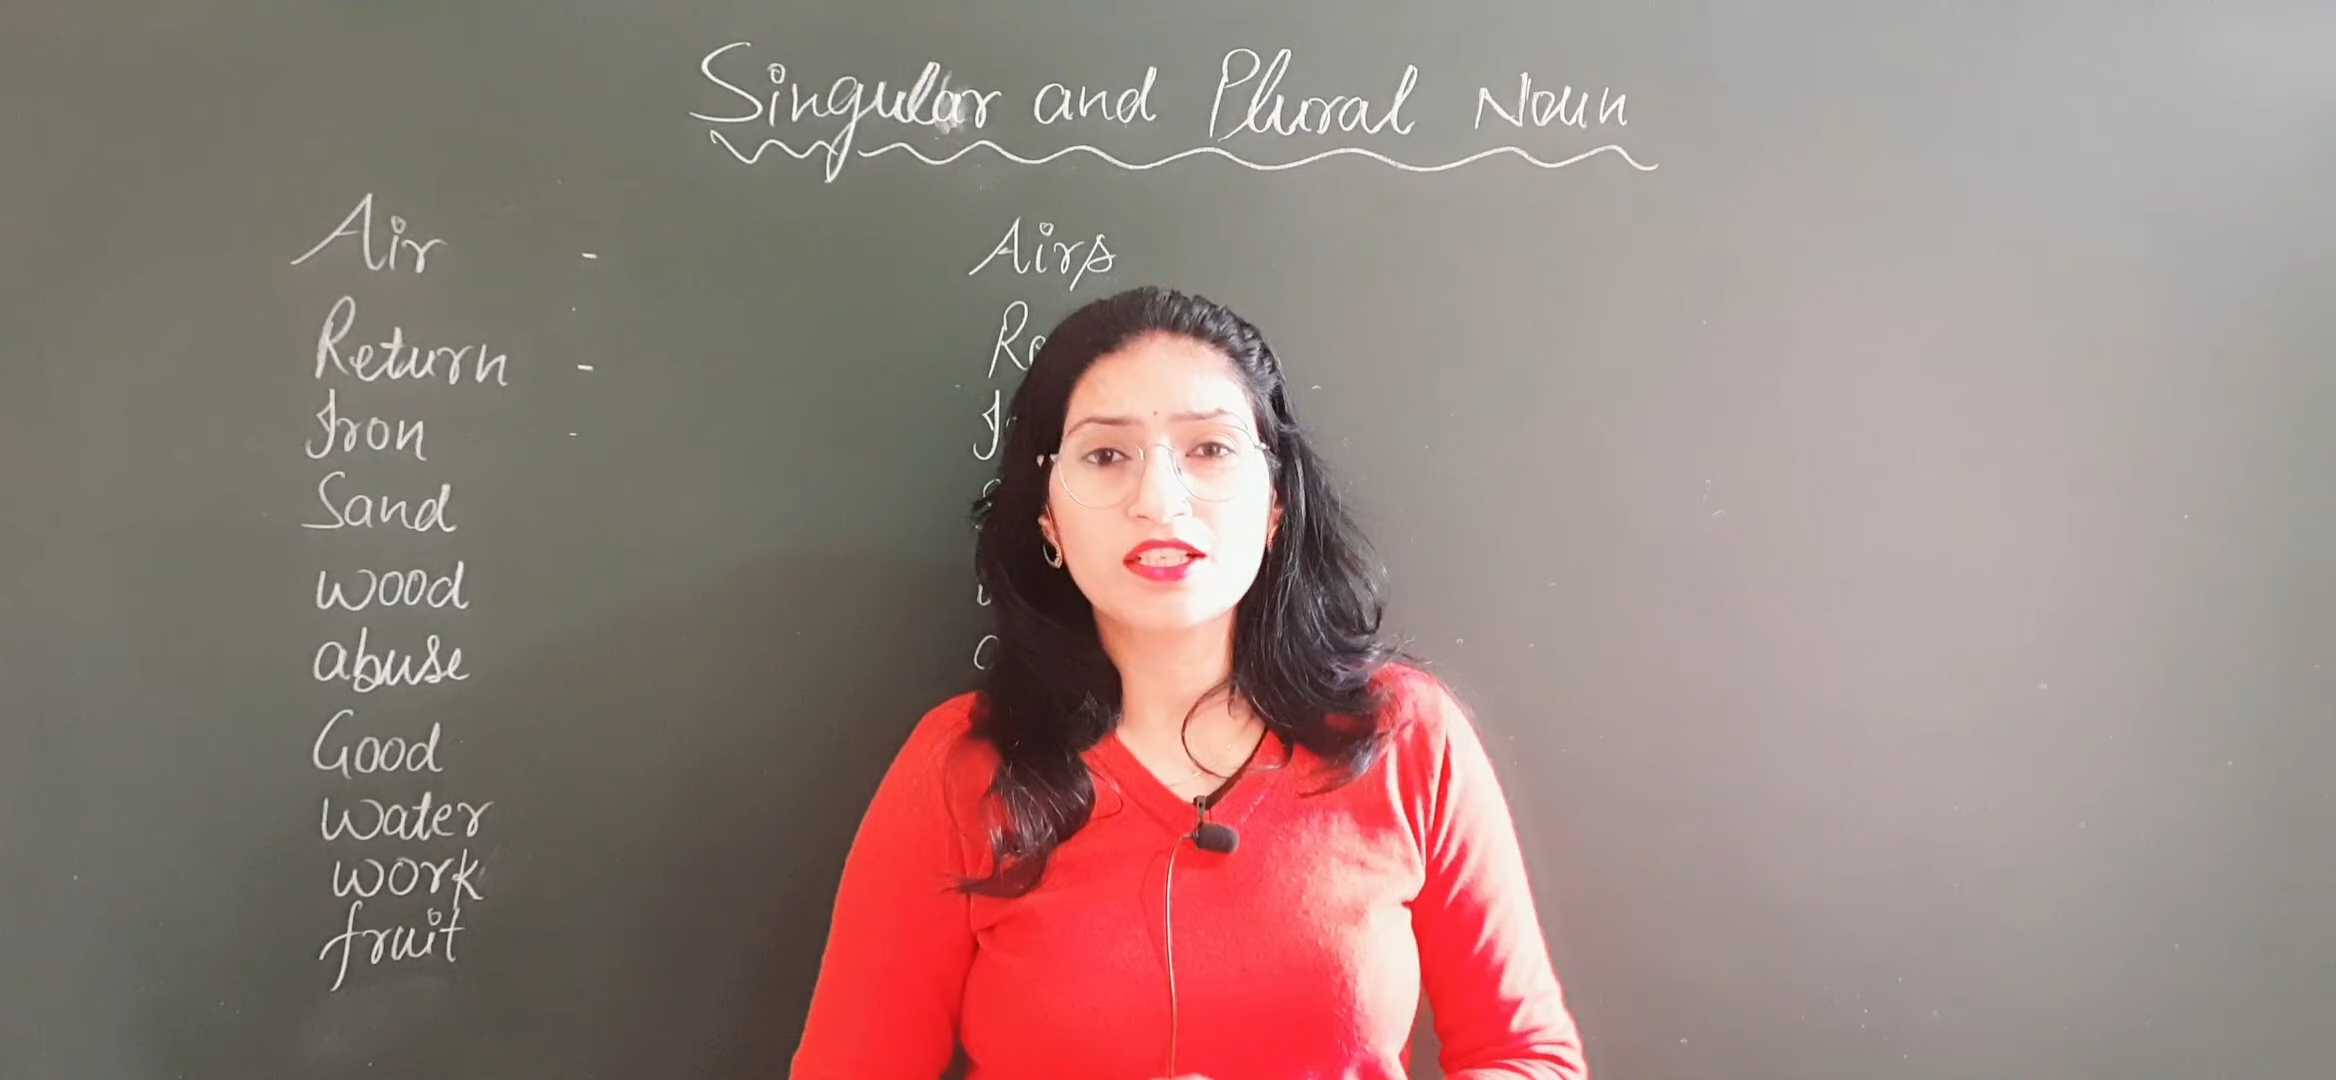 Singular and Plural Noun
Air - Airs
Return -
Iron -
Sand
wood
abuse
Good
water
work
fruit